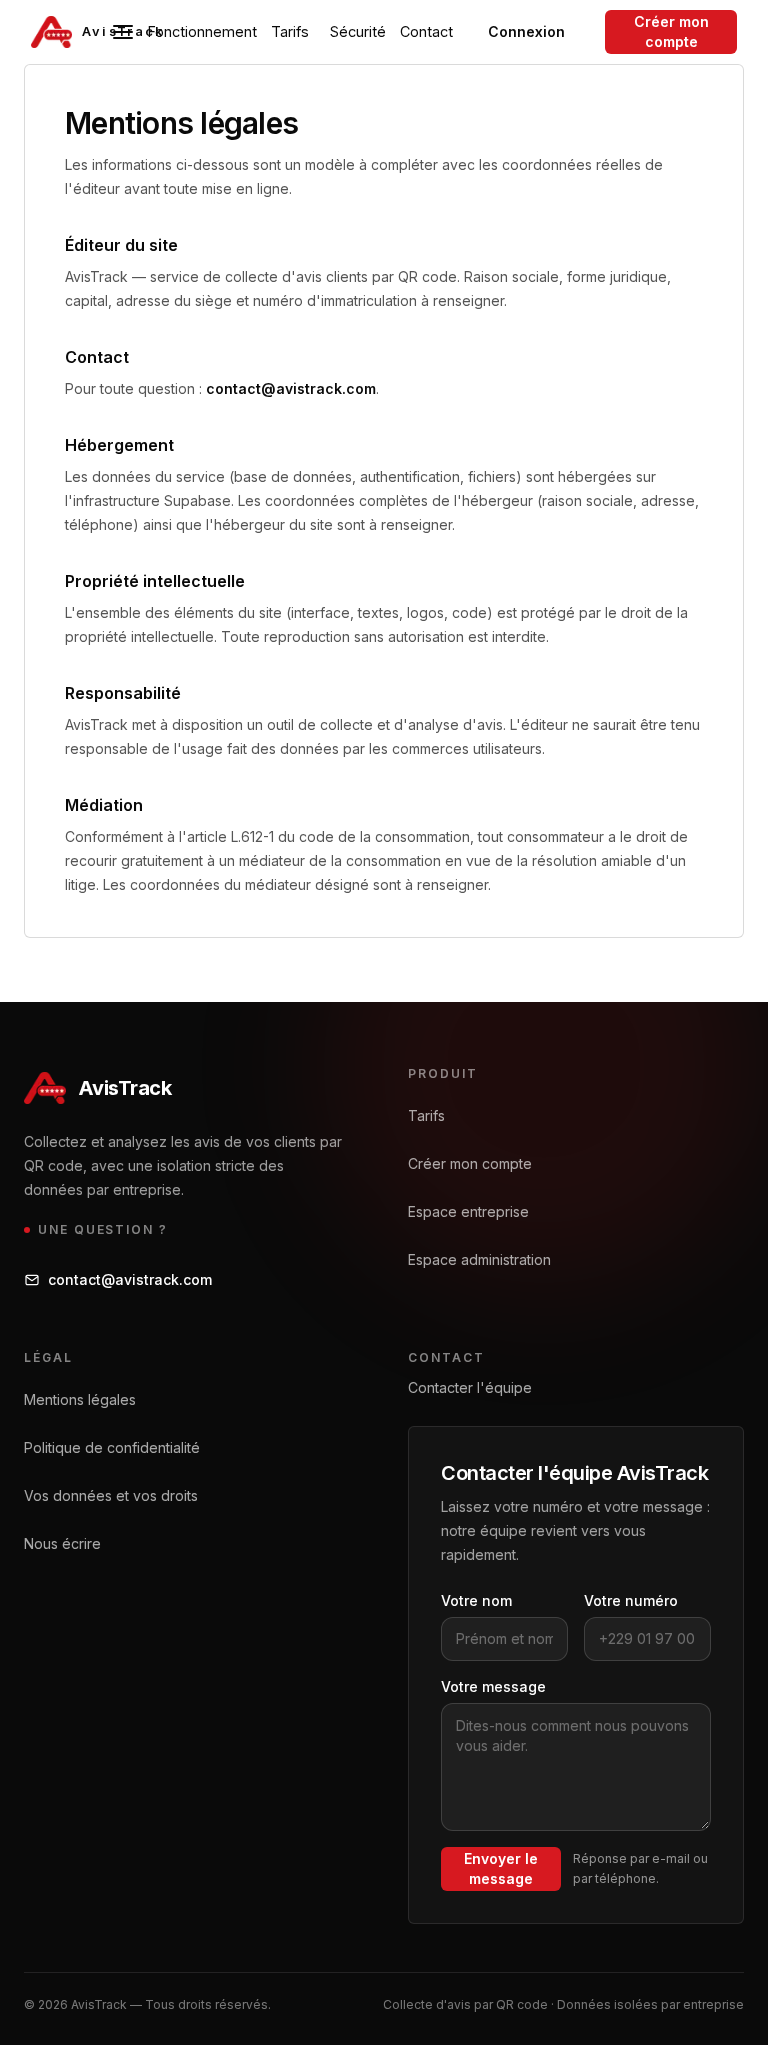 AvisTrack Fonctionnement Tarifs Sécurité Contact Connexion Créer mon compte
Mentions légales
Les informations ci-dessous sont un modèle à compléter avec les coordonnées réelles de
l'éditeur avant toute mise en ligne.
Éditeur du site
AvisTrack — service de collecte d'avis clients par QR code. Raison sociale, forme juridique,
capital, adresse du siège et numéro d'immatriculation à renseigner.
Contact
Pour toute question : contact@avistrack.com.
Hébergement
Les données du service (base de données, authentification, fichiers) sont hébergées sur
l'infrastructure Supabase. Les coordonnées complètes de l'hébergeur (raison sociale, adresse,
téléphone) ainsi que l'hébergeur du site sont à renseigner.
Propriété intellectuelle
L'ensemble des éléments du site (interface, textes, logos, code) est protégé par le droit de la
propriété intellectuelle. Toute reproduction sans autorisation est interdite.
Responsabilité
AvisTrack met à disposition un outil de collecte et d'analyse d'avis. L'éditeur ne saurait être tenu
responsable de l'usage fait des données par les commerces utilisateurs.
Médiation
Conformément à l'article L.612-1 du code de la consommation, tout consommateur a le droit de
recourir gratuitement à un médiateur de la consommation en vue de la résolution amiable d'un
litige. Les coordonnées du médiateur désigné sont à renseigner.
AvisTrack
Collectez et analysez les avis de vos clients par
QR code, avec une isolation stricte des
données par entreprise.
UNE QUESTION ?
contact@avistrack.com
PRODUIT
Tarifs
Créer mon compte
Espace entreprise
Espace administration
LÉGAL
Mentions légales
Politique de confidentialité
Vos données et vos droits
Nous écrire
CONTACT
Contacter l'équipe
Contacter l'équipe AvisTrack
Laissez votre numéro et votre message :
notre équipe revient vers vous
rapidement.
Votre nom
Prénom et nom
Votre numéro
+229 01 97 00
Votre message
Dites-nous comment nous pouvons
vous aider.
Envoyer le
message
Réponse par e-mail ou
par téléphone.
© 2026 AvisTrack — Tous droits réservés.
Collecte d'avis par QR code · Données isolées par entreprise